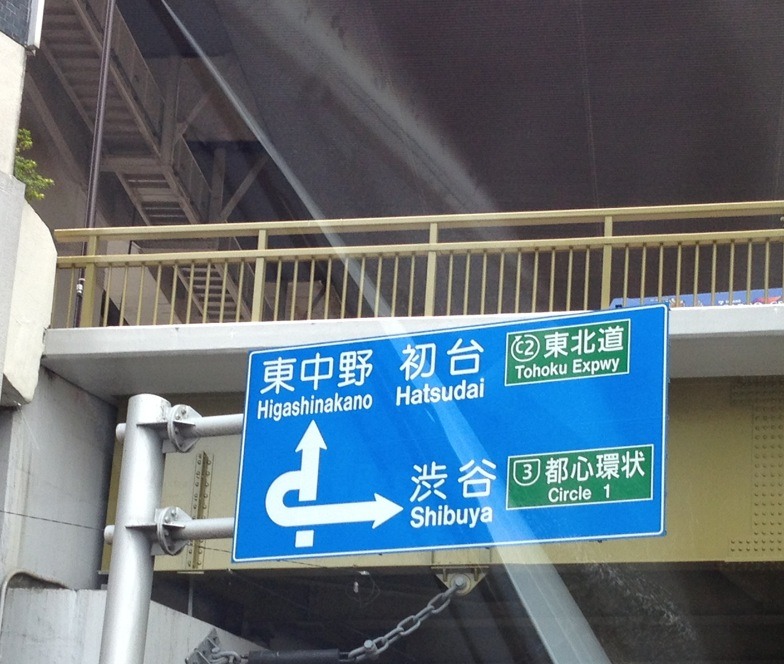 東中野 初台 C2 東北道
Higashinakano Hatsudai Tohoku Expwy
渋谷 3 都心環状
Shibuya Circle 1